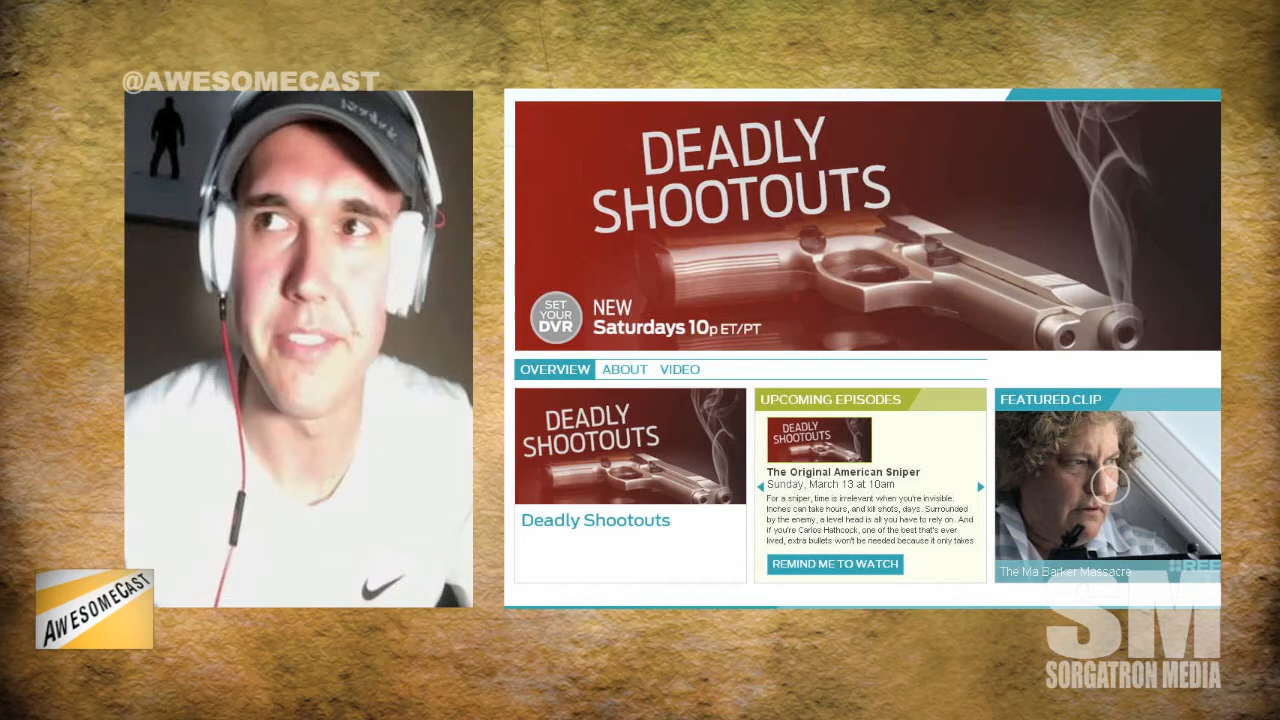 @AWESOMECAST
DEADLY
SHOOTOUTS
SET
YOUR
DVR
NEW
Saturdays 10p ET/PT
OVERVIEW
ABOUT
VIDEO
DEADLY
SHOOTOUTS
Deadly Shootouts
UPCOMING EPISODES
DEADLY
SHOOTOUTS
The Original American Sniper
Sunday, March 13 at 10am
For a sniper, time is irrelevant when you're invisible.
Inches can take hours, and kill shots, days. Surrounded
by the enemy, a level head is all you have to rely on. And
if you're Carlos Hathcock, one of the best that's ever
lived, extra bullets won't be needed because it only takes
REMIND ME TO WATCH
FEATURED CLIP
The Ma Barker Massacre
AWESOMECAST
SM
SORGATRON MEDIA